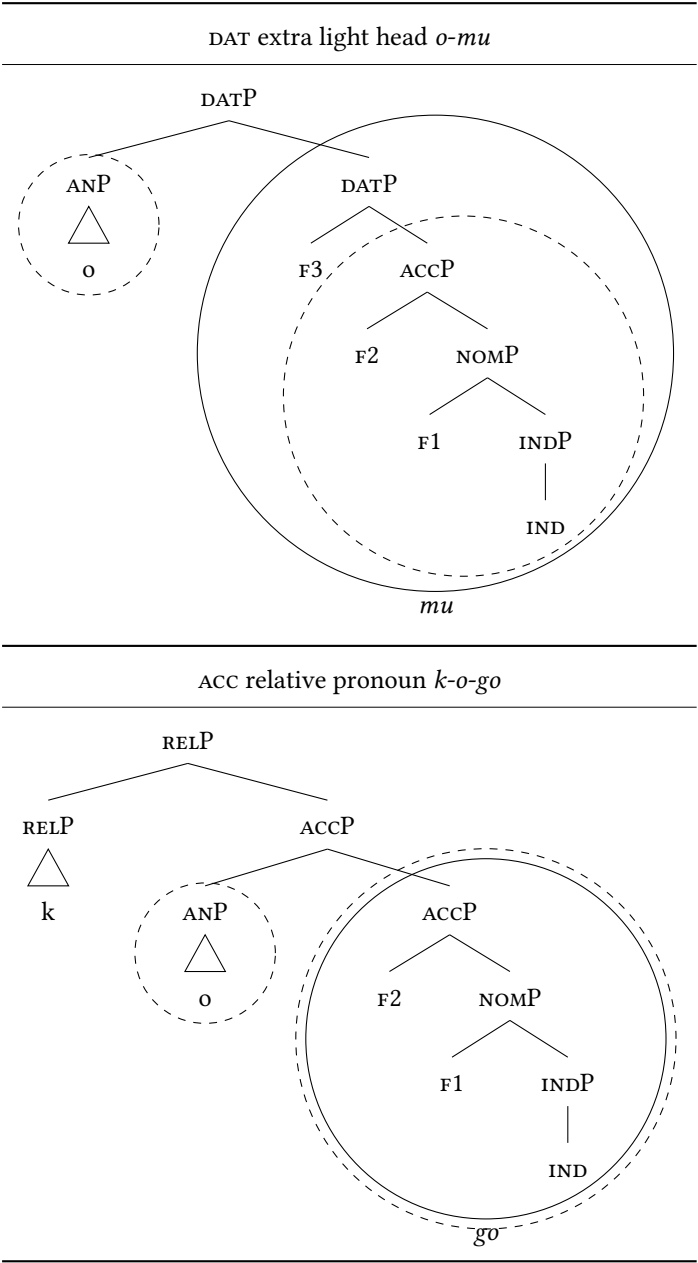 DAT extra light head o-mu
DATP
ANP DATP
o F3 ACCP
F2 NOMP
F1 INDP
IND
mu
ACC relative pronoun k-o-go
RELP
RELP ACCP
k ANP ACCP
o F2 NOMP
F1 INDP
IND
go